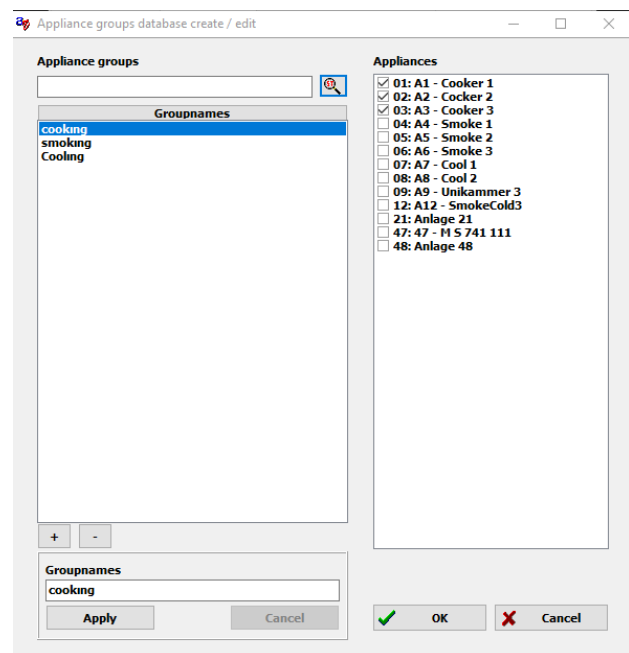 Appliance groups database create / edit
Appliance groups
Groupnames
cooking
smoking
Cooling
+ -
Groupnames
cooking
Apply Cancel
Appliances
01: A1 - Cooker 1
02: A2 - Cocker 2
03: A3 - Cooker 3
04: A4 - Smoke 1
05: A5 - Smoke 2
06: A6 - Smoke 3
07: A7 - Cool 1
08: A8 - Cool 2
09: A9 - Unikammer 3
12: A12 - SmokeCold3
21: Anlage 21
47: 47 - M S 741 111
48: Anlage 48
OK Cancel